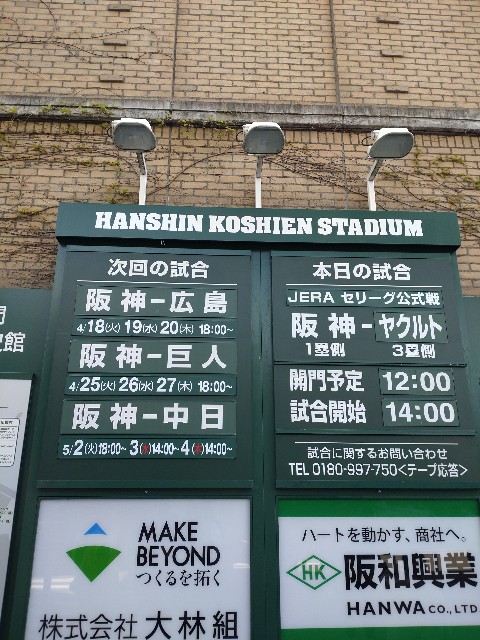 HANSHIN KOSHIEN STADIUM
次回の試合
阪神−広島
4/18(火) 19(水) 20(木) 18:00~
阪神−巨人
4/25(火) 26(水) 27(木) 18:00~
阪神−中日
5/2(火)18:00~ 3( )14:00~ 4( )14:00~
本日の試合
JERA セリーグ公式戦
阪神−ヤクルト
1塁側 3塁側
開門予定 12:00
試合開始 14:00
試合に関するお問い合わせ
TEL 0180-997-750<テープ応答>
MAKE
BEYOND
つくるを拓く
株式会社 大林組
ハートを動かす、商社へ。
HK 阪和興業
HANWA CO., LTD
館